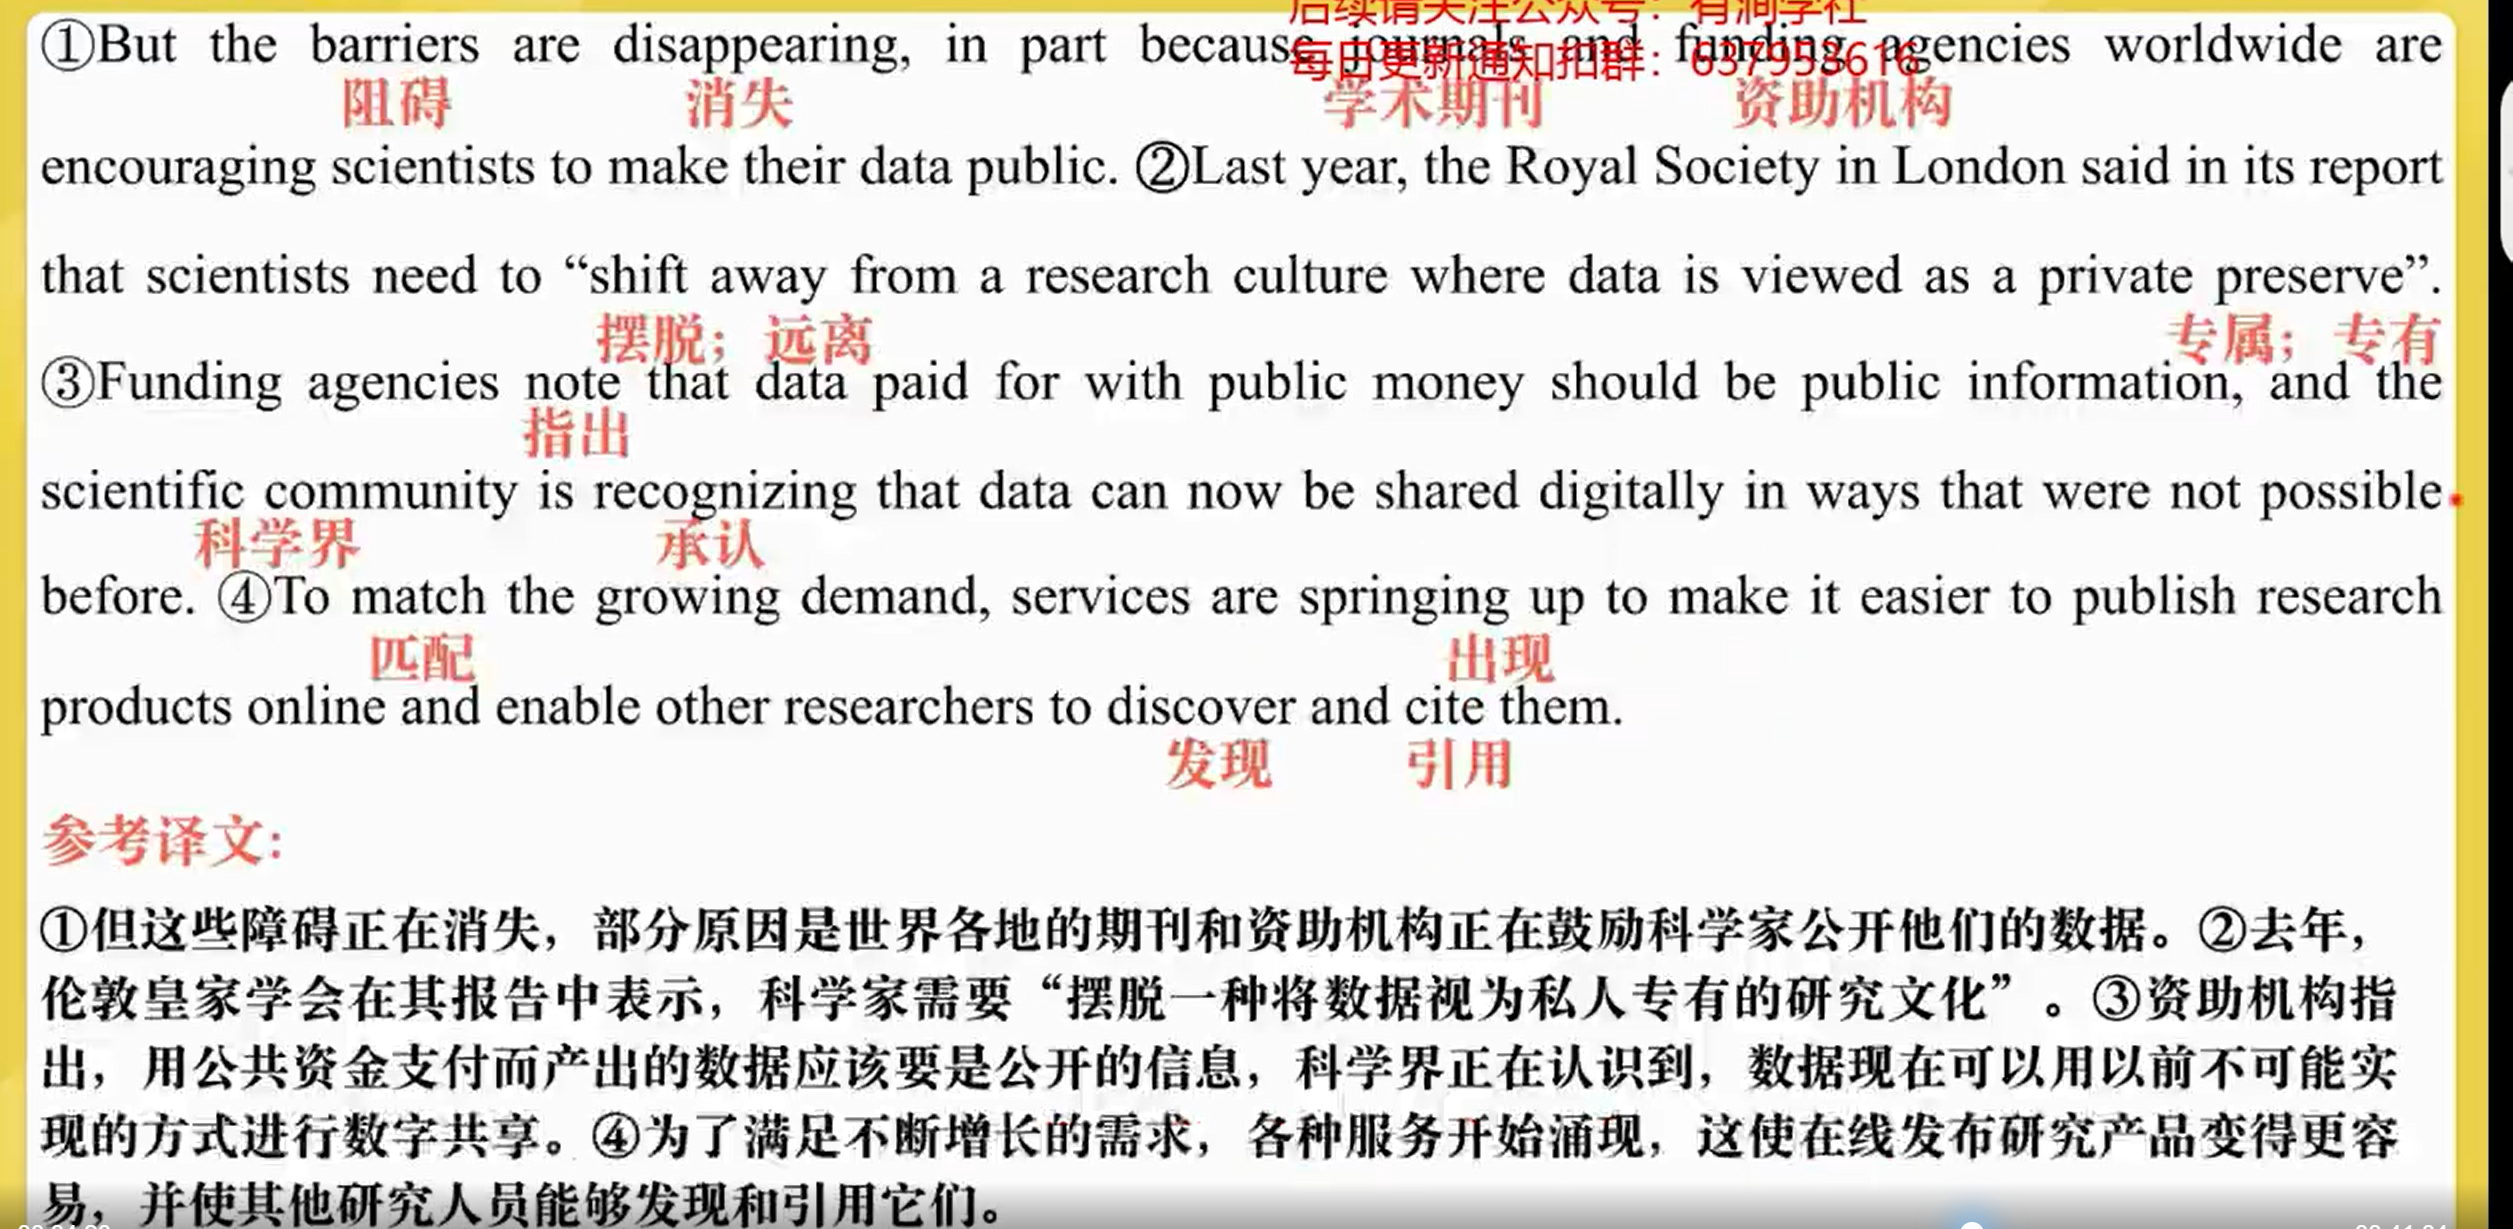 后续请关注公众号：有涧学社
①But the barriers are disappearing, in part because journals and funding agencies worldwide are
每日更新通知扣群：637953616
阻碍 消失 学术期刊 资助机构
encouraging scientists to make their data public. ②Last year, the Royal Society in London said in its report
that scientists need to “shift away from a research culture where data is viewed as a private preserve”.
摆脱；远离 专属；专有
③Funding agencies note that data paid for with public money should be public information, and the
指出
scientific community is recognizing that data can now be shared digitally in ways that were not possible
科学界 承认
before. ④To match the growing demand, services are springing up to make it easier to publish research
匹配 出现
products online and enable other researchers to discover and cite them.
发现 引用
参考译文：
①但这些障碍正在消失，部分原因是世界各地的期刊和资助机构正在鼓励科学家公开他们的数据。②去年，
伦敦皇家学会在其报告中表示，科学家需要“摆脱一种将数据视为私人专有的研究文化”。③资助机构指
出，用公共资金支付而产出的数据应该要是公开的信息，科学界正在认识到，数据现在可以用以前不可能实
现的方式进行数字共享。④为了满足不断增长的需求，各种服务开始涌现，这使在线发布研究产品变得更容
易，并使其他研究人员能够发现和引用它们。